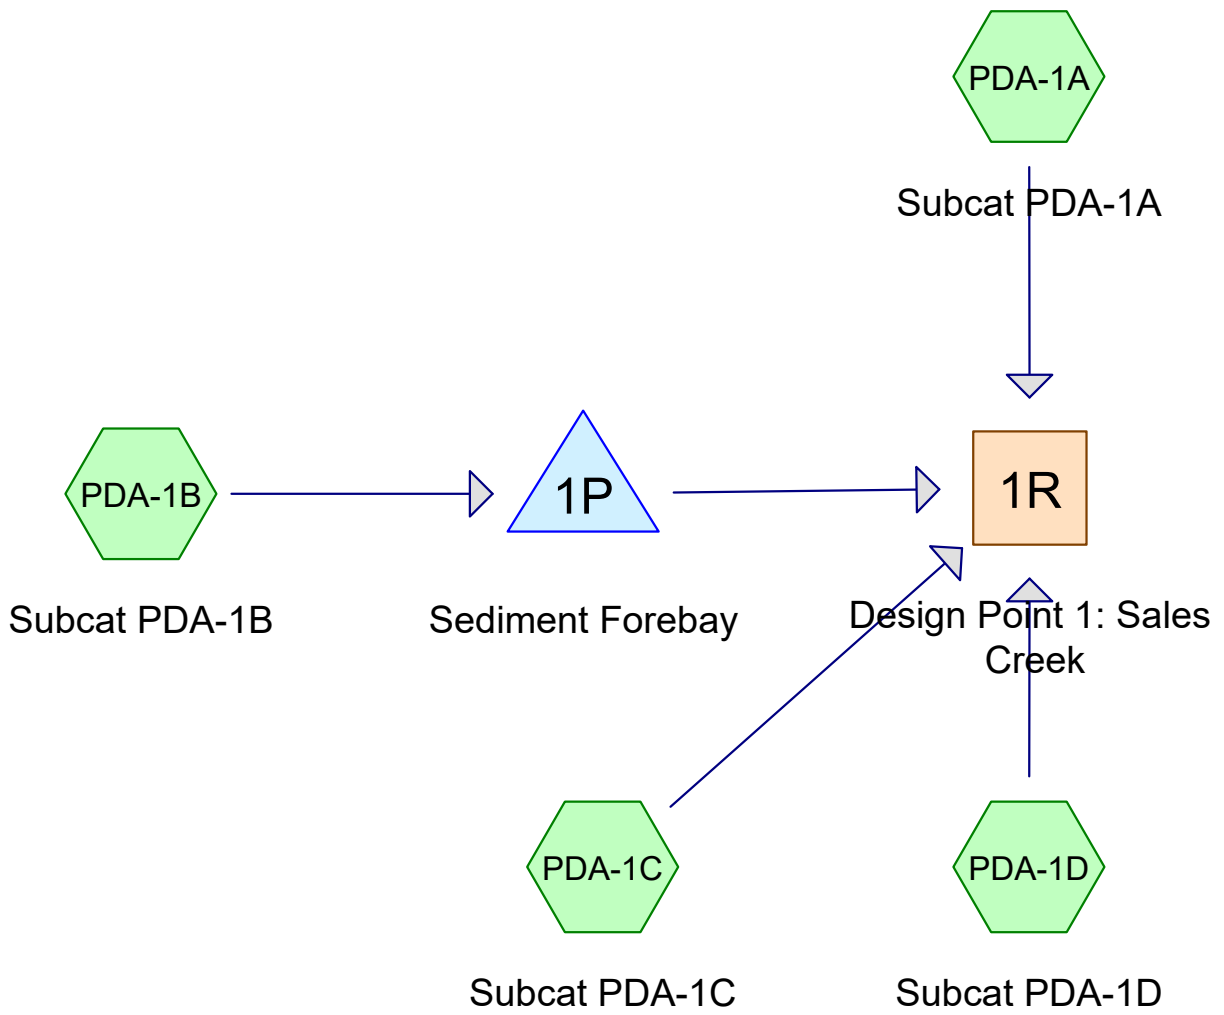 PDA-1A
Subcat PDA-1A
PDA-1B
1P
1R
Subcat PDA-1B
Sediment Forebay
Design Point 1: Sales
Creek
PDA-1C
PDA-1D
Subcat PDA-1C
Subcat PDA-1D